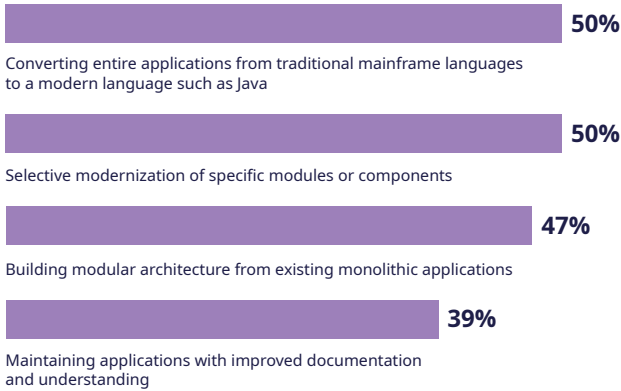 50%
Converting entire applications from traditional mainframe languages
to a modern language such as Java
50%
Selective modernization of specific modules or components
47%
Building modular architecture from existing monolithic applications
39%
Maintaining applications with improved documentation
and understanding